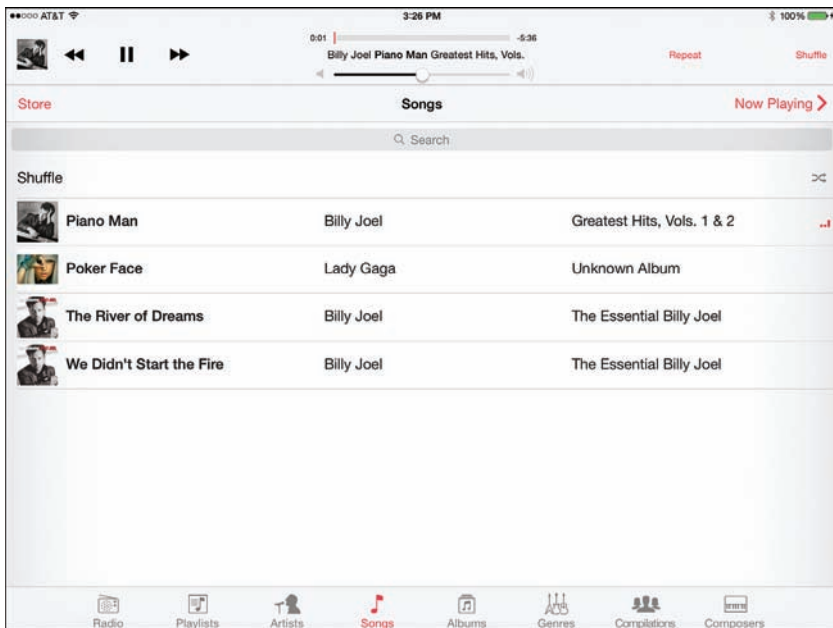 AT&T 3:26 PM 100%
0:01 -5:36
Billy Joel Piano Man Greatest Hits, Vols.
Repeat Shuffle
Store Songs Now Playing
Search
Shuffle
Piano Man Billy Joel Greatest Hits, Vols. 1 & 2
Poker Face Lady Gaga Unknown Album
The River of Dreams Billy Joel The Essential Billy Joel
We Didn't Start the Fire Billy Joel The Essential Billy Joel
Radio Playlists Artists Songs Albums Genres Compilations Composers